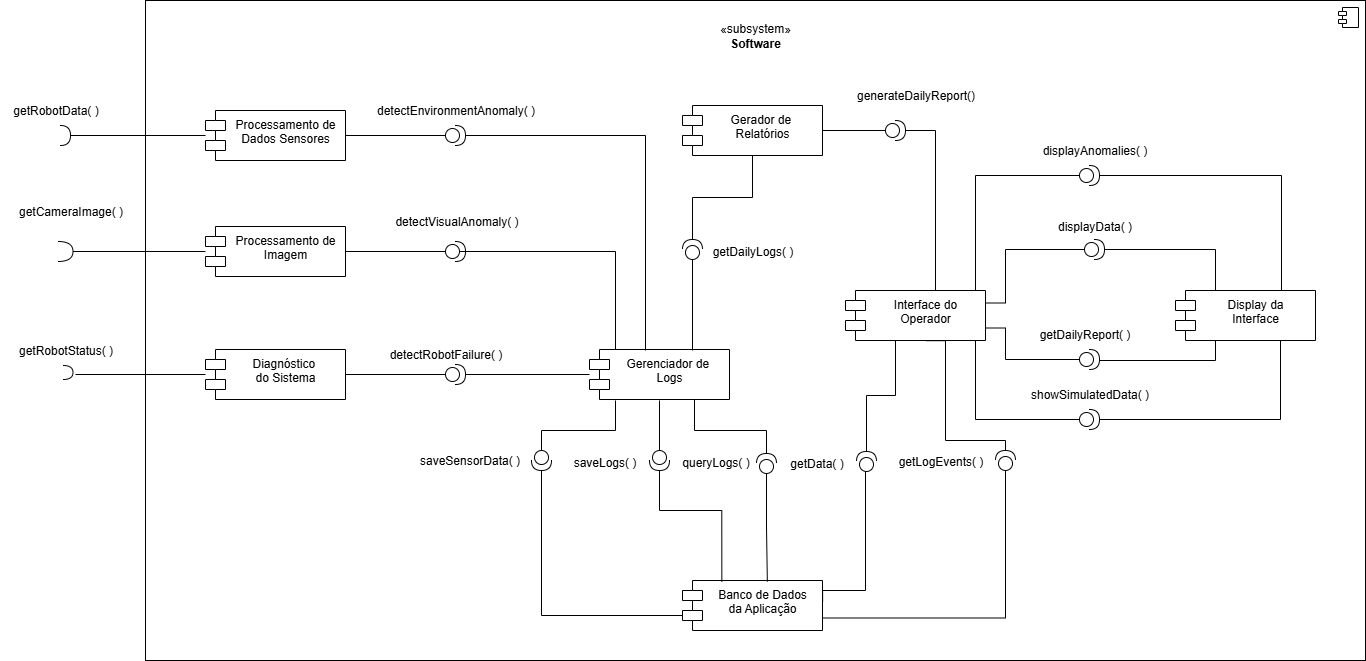 «subsystem»
Software
getRobotData( )
detectEnvironmentAnomaly( )
generateDailyReport()
Processamento de
Dados Sensores
Gerador de
Relatórios
displayAnomalies( )
getCameraImage( )
detectVisualAnomaly( )
displayData( )
Processamento de
Imagem
getDailyLogs( )
Interface do
Operador
Display da
Interface
getRobotStatus( )
detectRobotFailure( )
getDailyReport( )
Diagnóstico
do Sistema
Gerenciador de
Logs
showSimulatedData( )
saveSensorData( )
saveLogs( )
queryLogs( )
getData( )
getLogEvents( )
Banco de Dados
da Aplicação